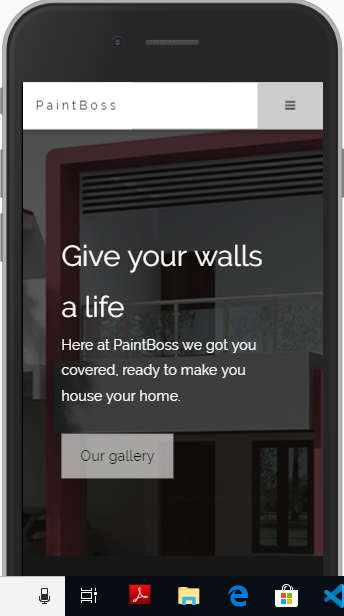 PaintBoss
Give your walls
a life
Here at PaintBoss we got you
covered, ready to make you
house your home.
Our gallery